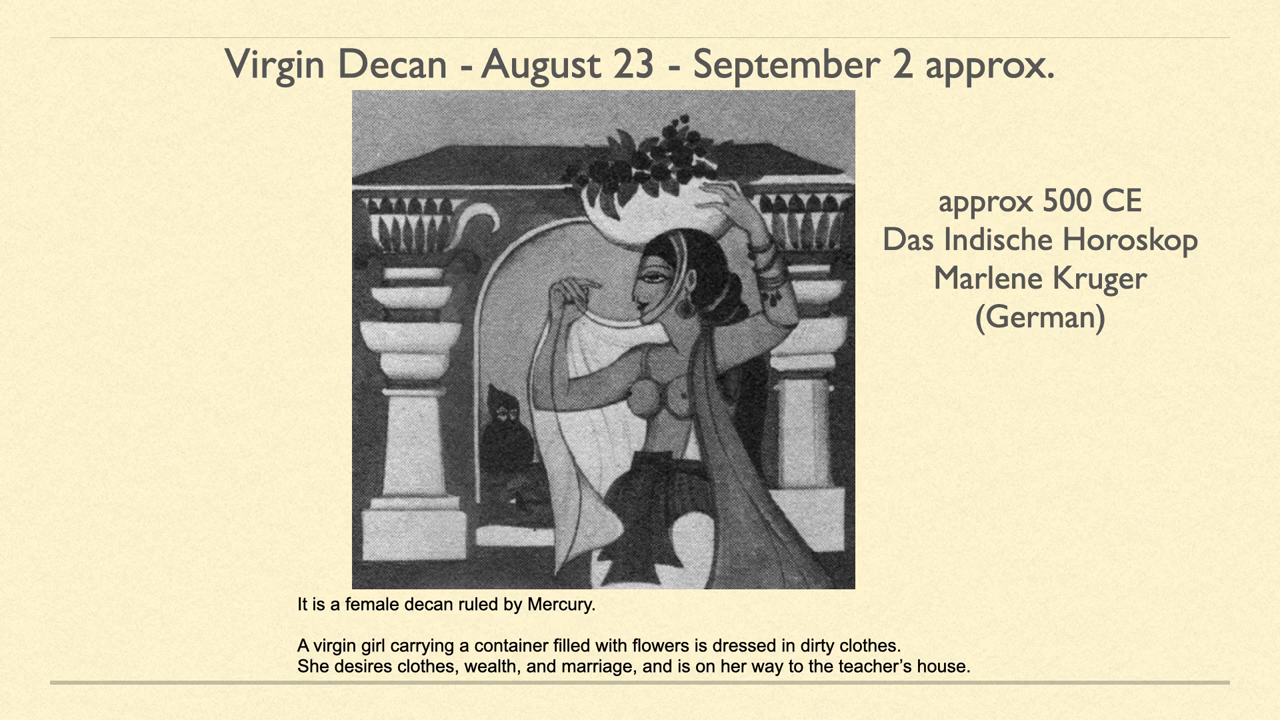 Virgin Decan - August 23 - September 2 approx.
approx 500 CE
Das Indische Horoskop
Marlene Kruger
(German)
It is a female decan ruled by Mercury.
A virgin girl carrying a container filled with flowers is dressed in dirty clothes.
She desires clothes, wealth, and marriage, and is on her way to the teacher’s house.